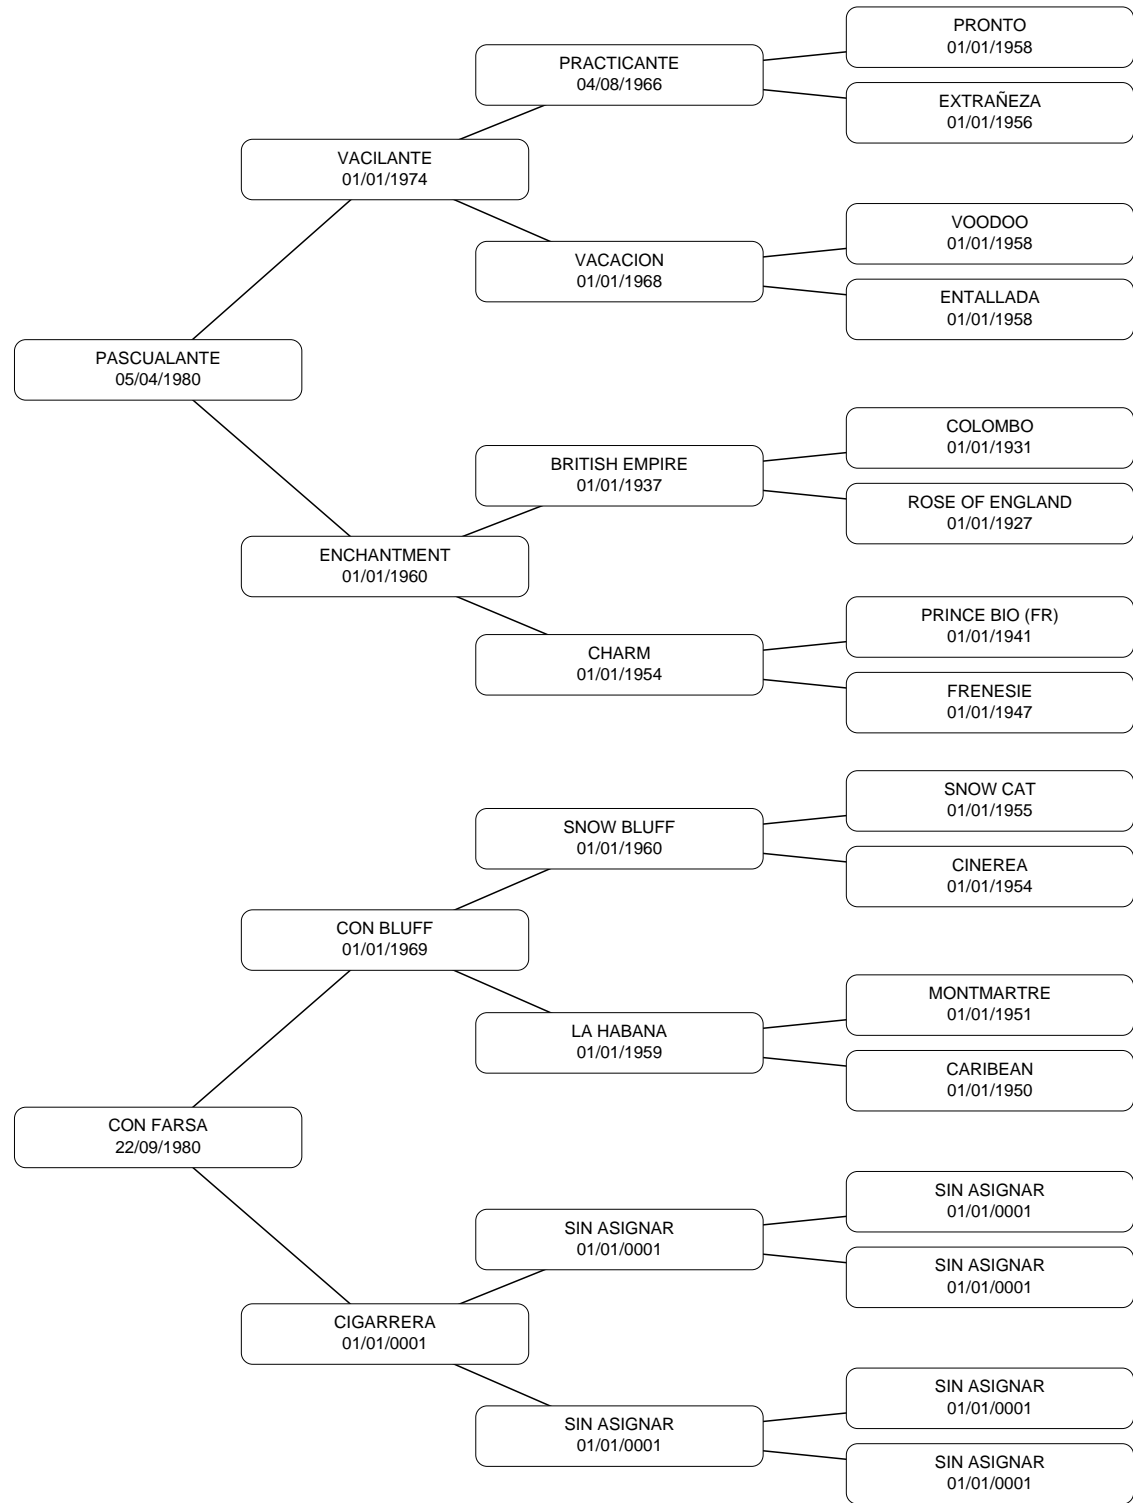 PRONTO
01/01/1958
PRACTICANTE
04/08/1966
EXTRAÑEZA
01/01/1956
VACILANTE
01/01/1974
VOODOO
01/01/1958
VACACION
01/01/1968
ENTALLADA
01/01/1958
PASCUALANTE
05/04/1980
COLOMBO
01/01/1931
BRITISH EMPIRE
01/01/1937
ROSE OF ENGLAND
01/01/1927
ENCHANTMENT
01/01/1960
PRINCE BIO (FR)
01/01/1941
CHARM
01/01/1954
FRENESIE
01/01/1947
SNOW CAT
01/01/1955
SNOW BLUFF
01/01/1960
CINEREA
01/01/1954
CON BLUFF
01/01/1969
MONTMARTRE
01/01/1951
LA HABANA
01/01/1959
CARIBEAN
01/01/1950
CON FARSA
22/09/1980
SIN ASIGNAR
01/01/0001
SIN ASIGNAR
01/01/0001
SIN ASIGNAR
01/01/0001
CIGARRERA
01/01/0001
SIN ASIGNAR
01/01/0001
SIN ASIGNAR
01/01/0001
SIN ASIGNAR
01/01/0001